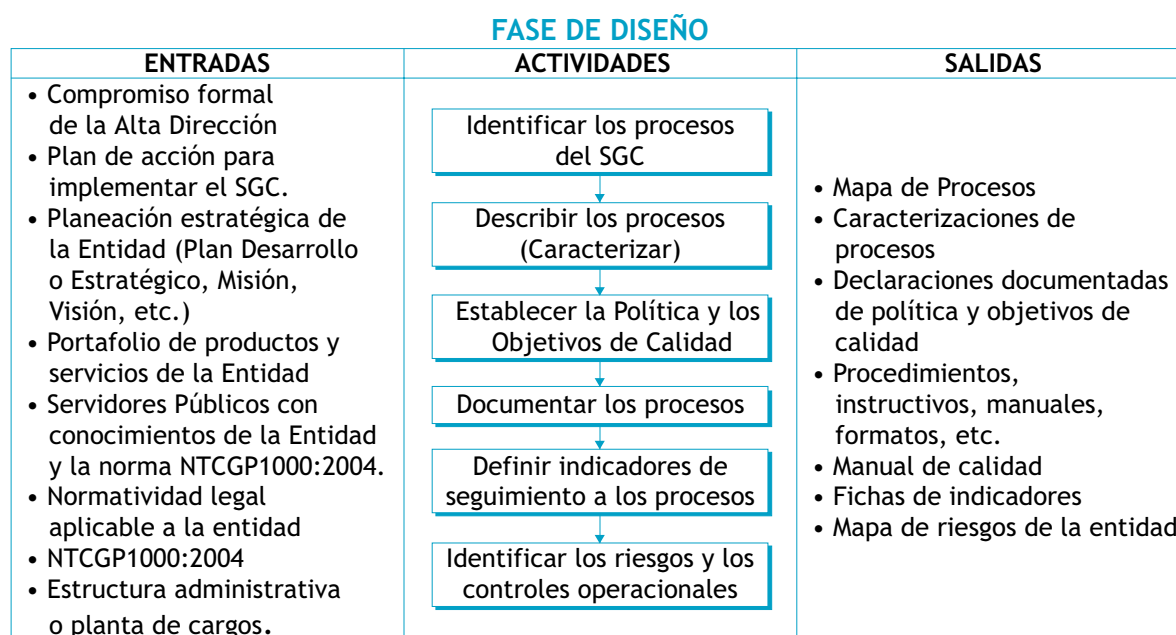 FASE DE DISEÑO
ENTRADAS
ACTIVIDADES
SALIDAS
• Compromiso formal
de la Alta Dirección
• Plan de acción para
implementar el SGC.
• Planeación estratégica de
la Entidad (Plan Desarrollo
o Estratégico, Misión,
Visión, etc.)
• Portafolio de productos y
servicios de la Entidad
• Servidores Públicos con
conocimientos de la Entidad
y la norma NTCGP1000:2004.
• Normatividad legal
aplicable a la entidad
• NTCGP1000:2004
• Estructura administrativa
o planta de cargos.
Identificar los procesos
del SGC
Describir los procesos
(Caracterizar)
Establecer la Política y los
Objetivos de Calidad
Documentar los procesos
Definir indicadores de
seguimiento a los procesos
Identificar los riesgos y los
controles operacionales
• Mapa de Procesos
• Caracterizaciones de
procesos
• Declaraciones documentadas
de política y objetivos de
calidad
• Procedimientos,
instructivos, manuales,
formatos, etc.
• Manual de calidad
• Fichas de indicadores
• Mapa de riesgos de la entidad